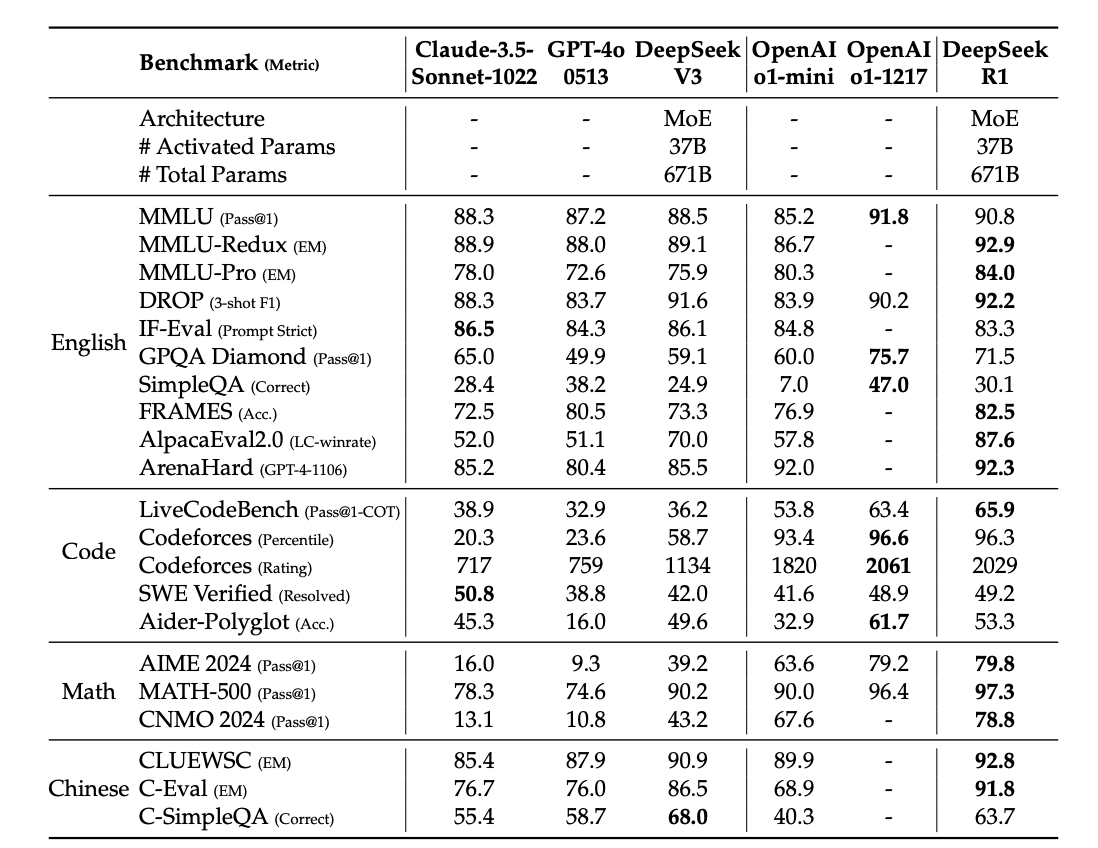 Benchmark (Metric) Claude-3.5-Sonnet-1022 GPT-4o 0513 DeepSeek V3 OpenAI o1-mini OpenAI o1-1217 DeepSeek R1
Architecture - - MoE - - MoE
# Activated Params - - 37B - - 37B
# Total Params - - 671B - - 671B
English
MMLU (Pass@1) 88.3 87.2 88.5 85.2 91.8 90.8
MMLU-Redux (EM) 88.9 88.0 89.1 86.7 - 92.9
MMLU-Pro (EM) 78.0 72.6 75.9 80.3 - 84.0
DROP (3-shot F1) 88.3 83.7 91.6 83.9 90.2 92.2
IF-Eval (Prompt Strict) 86.5 84.3 86.1 84.8 - 83.3
GPQA Diamond (Pass@1) 65.0 49.9 59.1 60.0 75.7 71.5
SimpleQA (Correct) 28.4 38.2 24.9 7.0 47.0 30.1
FRAMES (Acc.) 72.5 80.5 73.3 76.9 - 82.5
AlpacaEval2.0 (LC-winrate) 52.0 51.1 70.0 57.8 - 87.6
ArenaHard (GPT-4-1106) 85.2 80.4 85.5 92.0 - 92.3
Code
LiveCodeBench (Pass@1-COT) 38.9 32.9 36.2 53.8 63.4 65.9
Codeforces (Percentile) 20.3 23.6 58.7 93.4 96.6 96.3
Codeforces (Rating) 717 759 1134 1820 2061 2029
SWE Verified (Resolved) 50.8 38.8 42.0 41.6 48.9 49.2
Aider-Polyglot (Acc.) 45.3 16.0 49.6 32.9 61.7 53.3
Math
AIME 2024 (Pass@1) 16.0 9.3 39.2 63.6 79.2 79.8
MATH-500 (Pass@1) 78.3 74.6 90.2 90.0 96.4 97.3
CNMO 2024 (Pass@1) 13.1 10.8 43.2 67.6 - 78.8
Chinese
CLUEWSC (EM) 85.4 87.9 90.9 89.9 - 92.8
C-Eval (EM) 76.7 76.0 86.5 68.9 - 91.8
C-SimpleQA (Correct) 55.4 58.7 68.0 40.3 - 63.7